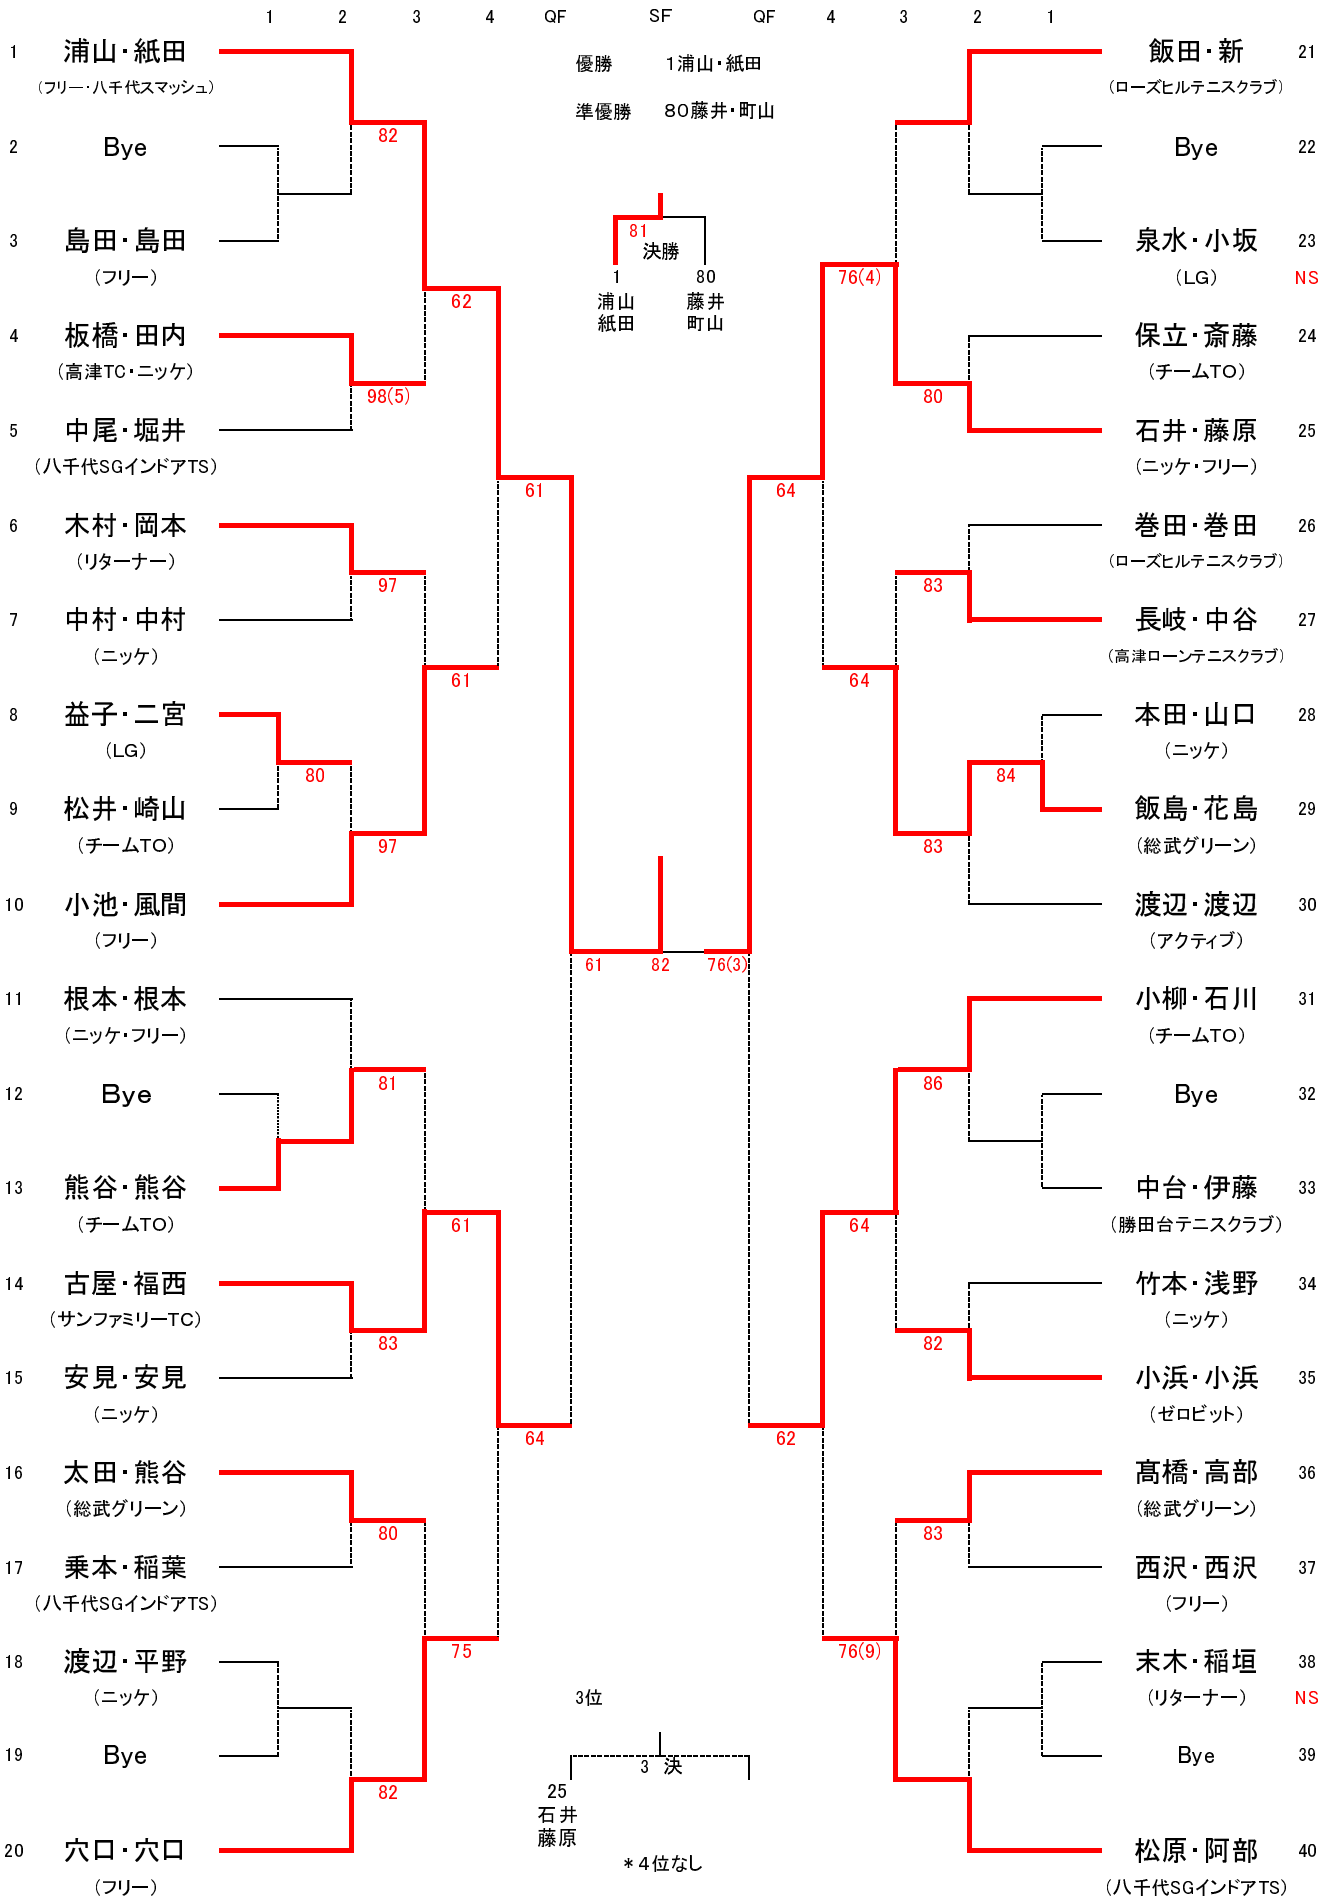 1 2 3 4 QF SF QF 4 3 2 1
優勝 1浦山・紙田
準優勝 80藤井・町山
1 浦山・紙田
(フリー・八千代スマッシュ)
82
2 Bye
3 島田・島田
(フリー)
62
4 板橋・田内
(高津TC・ニッケ)
98(5)
5 中尾・堀井
(八千代SGインドアTS)
61
6 木村・岡本
(リターナー)
97
7 中村・中村
(ニッケ)
61
8 益子・二宮
(LG)
80
9 松井・崎山
(チームTO)
97
10 小池・風間
(フリー)
11 根本・根本
(ニッケ・フリー)
81
12 Bye
13 熊谷・熊谷
(チームTO)
61
14 古屋・福西
(サンファミリーTC)
83
15 安見・安見
(ニッケ)
64
16 太田・熊谷
(総武グリーン)
80
17 乗本・稲葉
(八千代SGインドアTS)
75
18 渡辺・平野
(ニッケ)
19 Bye
82
20 穴口・穴口
(フリー)
81
決勝
1 80
浦山 藤井
紙田 町山
61 82 76(3)
3位
3 決
25
石井
藤原
*4位なし
飯田・新 21
(ローズヒルテニスクラブ)
Bye 22
泉水・小坂 23
(LG) NS
76(4)
保立・斎藤 24
(チームTO)
80
石井・藤原 25
(ニッケ・フリー)
64
巻田・巻田 26
(ローズヒルテニスクラブ)
83
長岐・中谷 27
(高津ローンテニスクラブ)
64
本田・山口 28
(ニッケ)
84
飯島・花島 29
(総武グリーン)
83
渡辺・渡辺 30
(アクティブ)
小柳・石川 31
(チームTO)
86
Bye 32
中台・伊藤 33
(勝田台テニスクラブ)
64
竹本・浅野 34
(ニッケ)
82
小浜・小浜 35
(ゼロビット)
62
髙橋・高部 36
(総武グリーン)
83
西沢・西沢 37
(フリー)
76(9)
末木・稲垣 38
(リターナー) NS
Bye 39
松原・阿部 40
(八千代SGインドアTS)